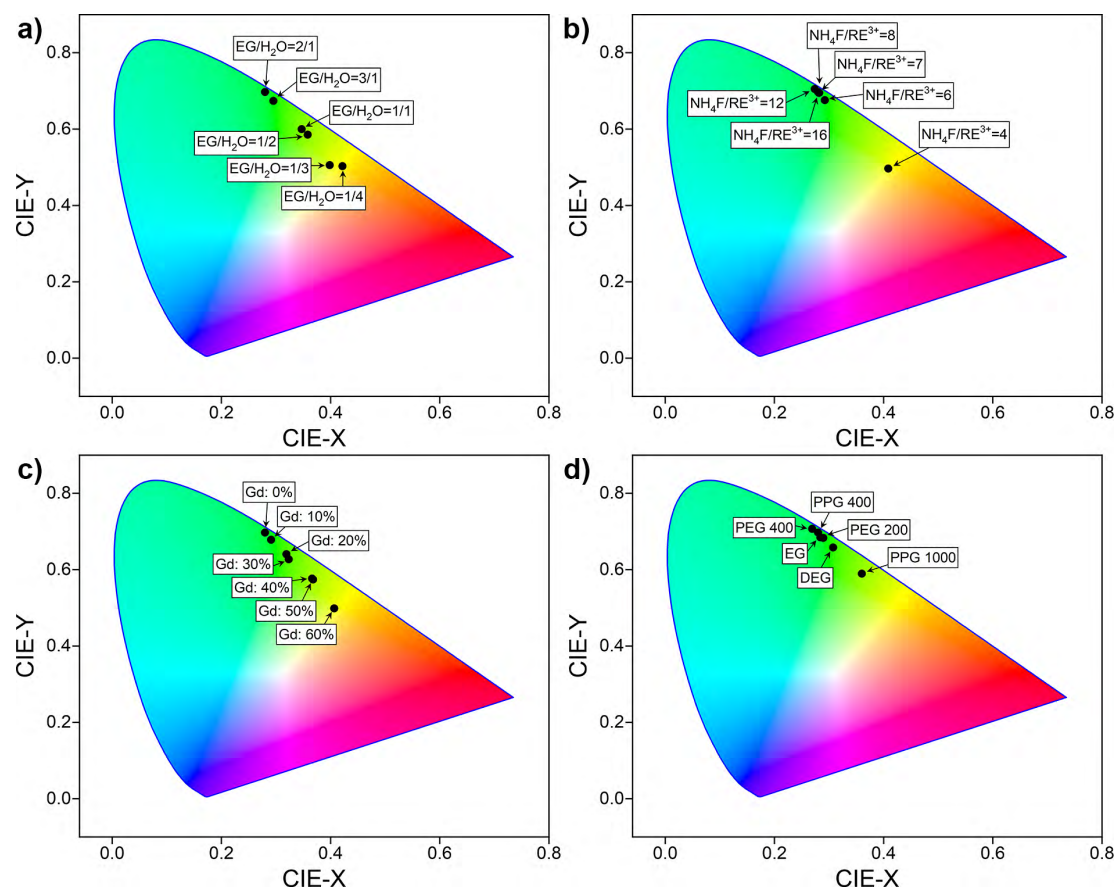 a)
EG/H₂O=2/1
EG/H₂O=3/1
EG/H₂O=1/1
EG/H₂O=1/2
EG/H₂O=1/3
EG/H₂O=1/4
CIE-Y
0.8
0.6
0.4
0.2
0.0
0.0 0.2 0.4 0.6 0.8
CIE-X
b)
NH₄F/RE³⁺=8
NH₄F/RE³⁺=7
NH₄F/RE³⁺=6
NH₄F/RE³⁺=12
NH₄F/RE³⁺=16
NH₄F/RE³⁺=4
CIE-Y
0.8
0.6
0.4
0.2
0.0
0.0 0.2 0.4 0.6 0.8
CIE-X
c)
Gd: 0%
Gd: 10%
Gd: 20%
Gd: 30%
Gd: 40%
Gd: 50%
Gd: 60%
CIE-Y
0.8
0.6
0.4
0.2
0.0
0.0 0.2 0.4 0.6 0.8
CIE-X
d)
PPG 400
PEG 400
PEG 200
EG
DEG
PPG 1000
CIE-Y
0.8
0.6
0.4
0.2
0.0
0.0 0.2 0.4 0.6 0.8
CIE-X